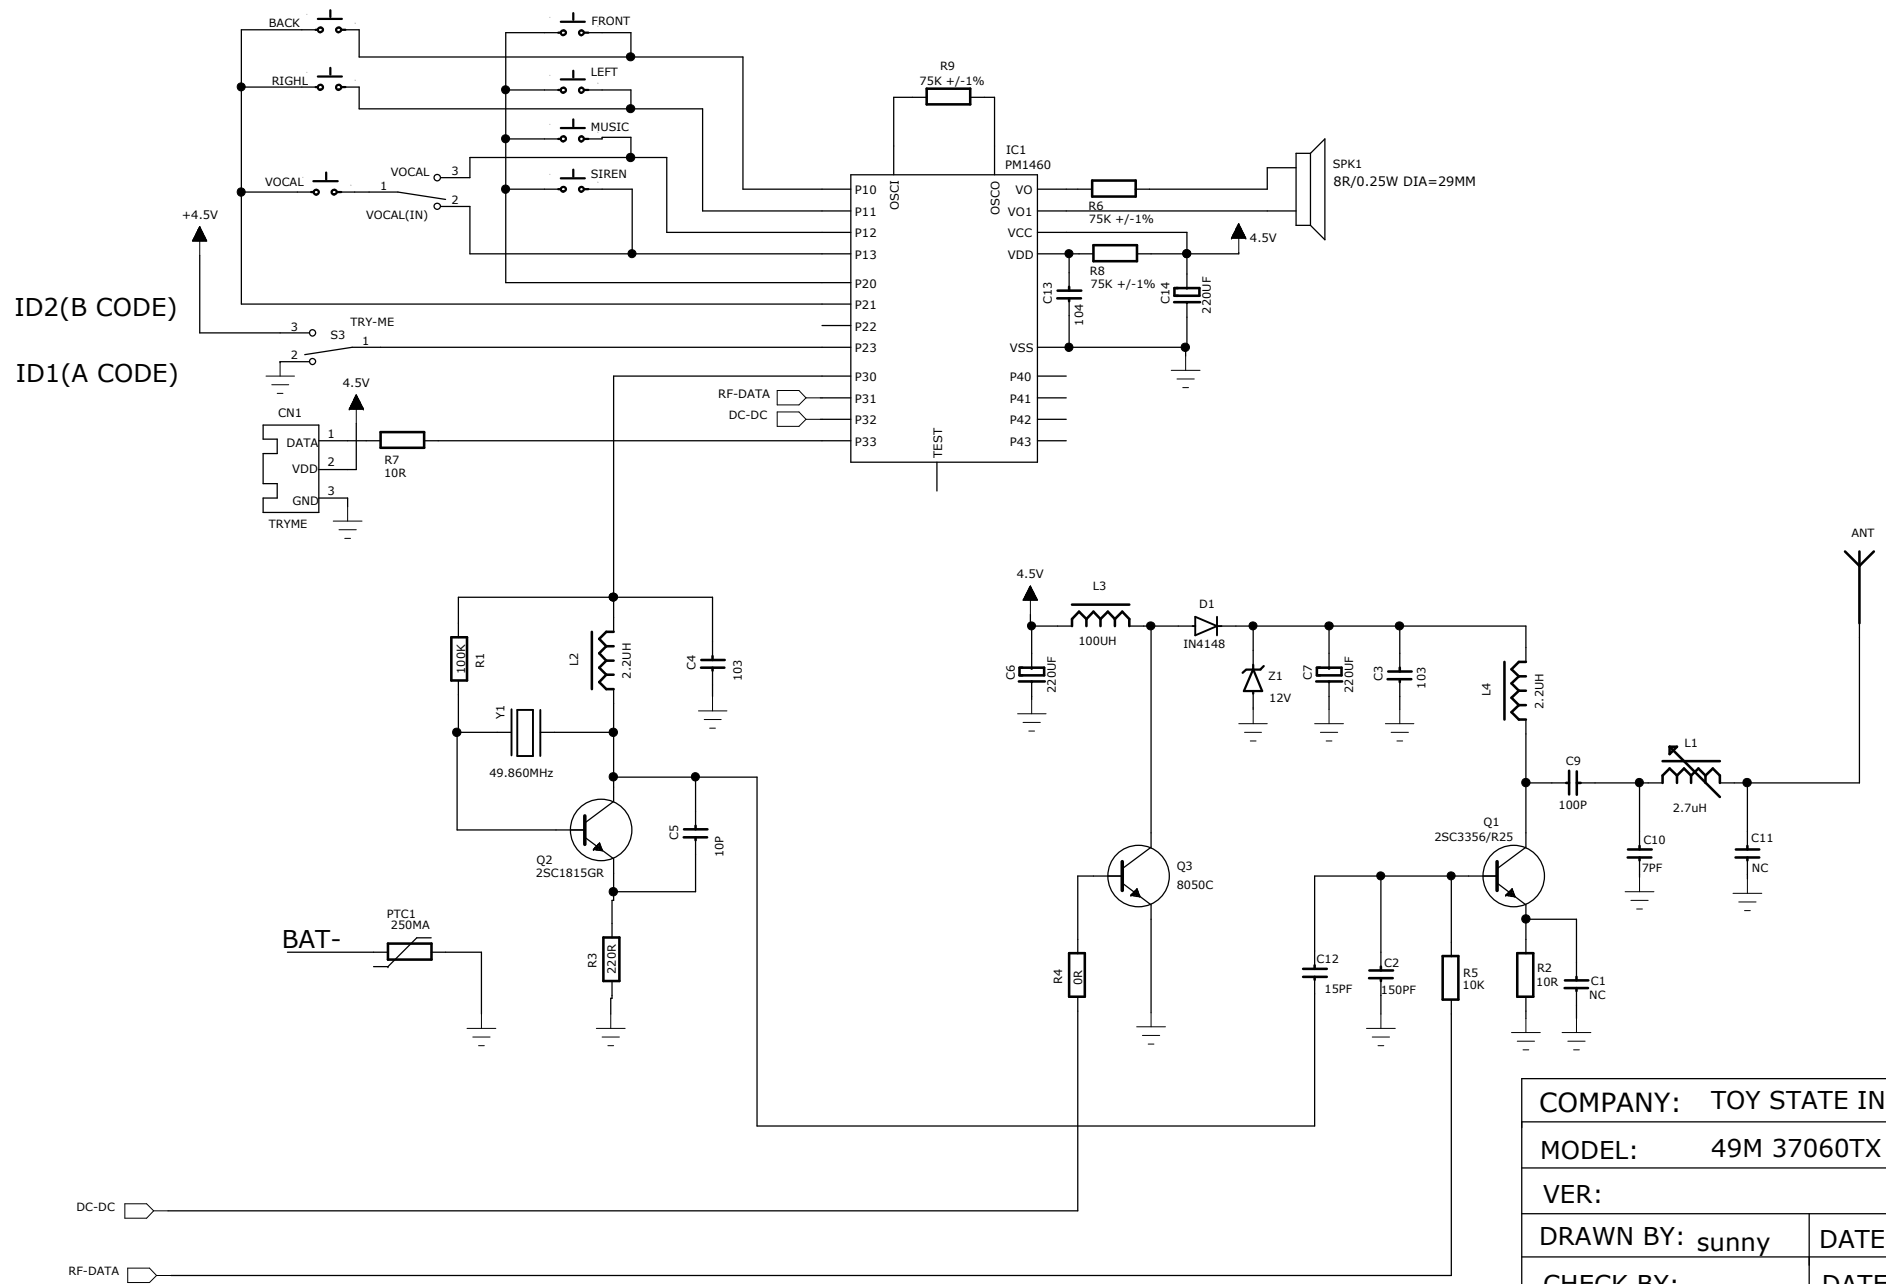 BACK
FRONT
RIGHL
LEFT
MUSIC
VOCAL
VOCAL 3
1
2
VOCAL(IN)
SIREN
+4.5V
R9
75K +/-1%
IC1
PM1460
OSCI
OSCO
P10
P11
P12
P13
P20
P21
P22
P23
P30
P31
P32
P33
TEST
VO
VO1
VCC
VDD
VSS
P40
P41
P42
P43
R6
75K +/-1%
R8
75K +/-1%
SPK1
8R/0.25W DIA=29MM
4.5V
C13
104
C14
220UF
ID2(B CODE)
ID1(A CODE)
3
S3
TRY-ME
1
2
4.5V
CN1
DATA 1
VDD 2
GND 3
TRYME
R7
10R
RF-DATA
DC-DC
100K
R1
L2
2.2UH
C4
103
Y1
49.860MHz
Q2
2SC1815GR
C5
10P
R3
220R
PTC1
250MA
BAT-
4.5V
L3
100UH
D1
IN4148
C6
220UF
Z1
12V
C7
220UF
C3
103
L4
2.2UH
ANT
C9
100P
L1
2.7uH
C10
7PF
C11
NC
Q1
2SC3356/R25
Q3
8050C
R4
0R
C12
15PF
C2
150PF
R5
10K
R2
10R
C1
NC
DC-DC
RF-DATA
COMPANY: TOY STATE IN
MODEL: 49M 37060TX
VER:
DRAWN BY: sunny DATE
CHECK BY: DATE